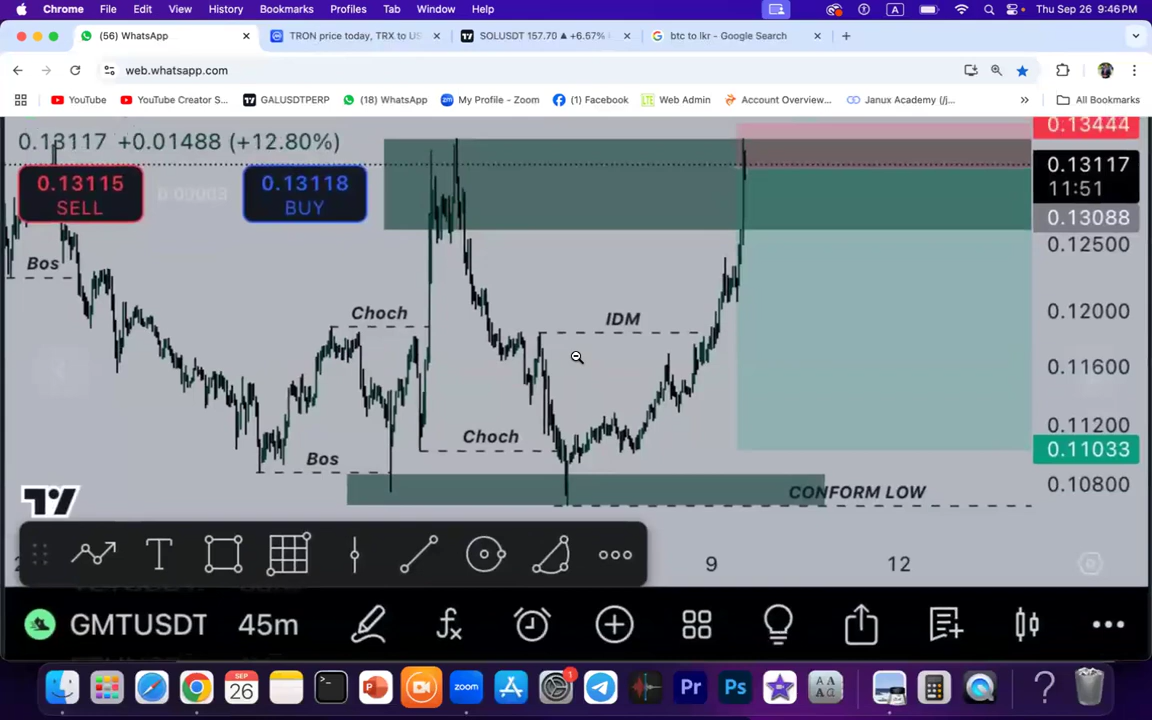 Chrome File Edit View History Bookmarks Profiles Tab Window Help A Thu Sep 26 9:46 PM
(56) WhatsApp TRON price today, TRX to US SOLUSDT 157.70 ▲ +6.67% btc to lkr - Google Search
web.whatsapp.com
YouTube YouTube Creator S... GALUSDTPERP (18) WhatsApp My Profile - Zoom (1) Facebook LTE Web Admin Account Overview... Janux Academy (/j... » All Bookmarks
0.13117 +0.01488 (+12.80%)
0.13444
0.13117
11:51
0.13115
SELL
0.13118
BUY
0.13088
0.12500
Bos
Choch
IDM
0.12000
0.11600
0.11200
Choch
0.11033
Bos
0.10800
CONFORM LOW
9 12
GMTUSDT 45m
SEP
26
zoom
1
Pr Ps